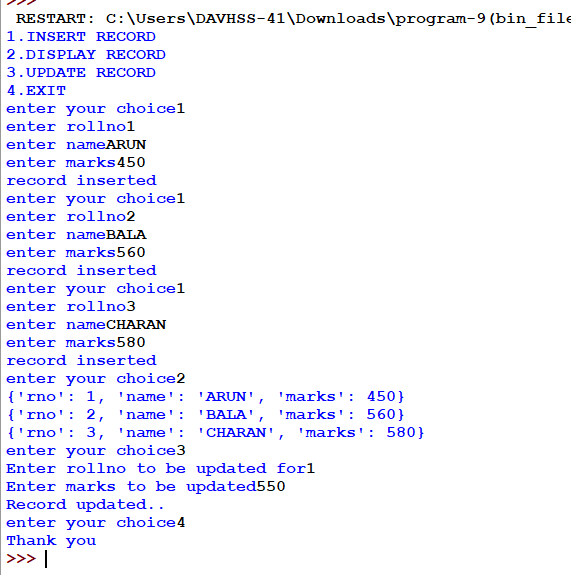 >>>
 RESTART: C:\Users\DAVHSS-41\Downloads\program-9(bin_file
1.INSERT RECORD
2.DISPLAY RECORD
3.UPDATE RECORD
4.EXIT
enter your choice1
enter rollno1
enter nameARUN
enter marks450
record inserted
enter your choice1
enter rollno2
enter nameBALA
enter marks560
record inserted
enter your choice1
enter rollno3
enter nameCHARAN
enter marks580
record inserted
enter your choice2
{'rno': 1, 'name': 'ARUN', 'marks': 450}
{'rno': 2, 'name': 'BALA', 'marks': 560}
{'rno': 3, 'name': 'CHARAN', 'marks': 580}
enter your choice3
Enter rollno to be updated for1
Enter marks to be updated550
Record updated..
enter your choice4
Thank you
>>>